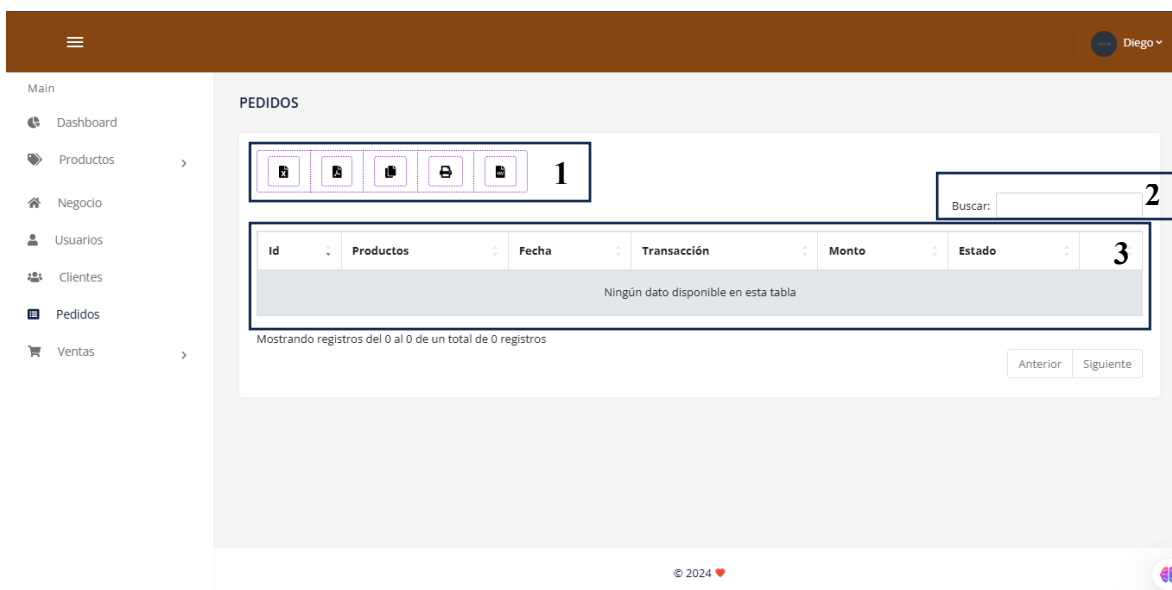 Diego
Main
Dashboard
Productos
Negocio
Usuarios
Clientes
Pedidos
Ventas
PEDIDOS
1
Buscar: 2
Id Productos Fecha Transacción Monto Estado 3
Ningún dato disponible en esta tabla
Mostrando registros del 0 al 0 de un total de 0 registros
Anterior Siguiente
© 2024